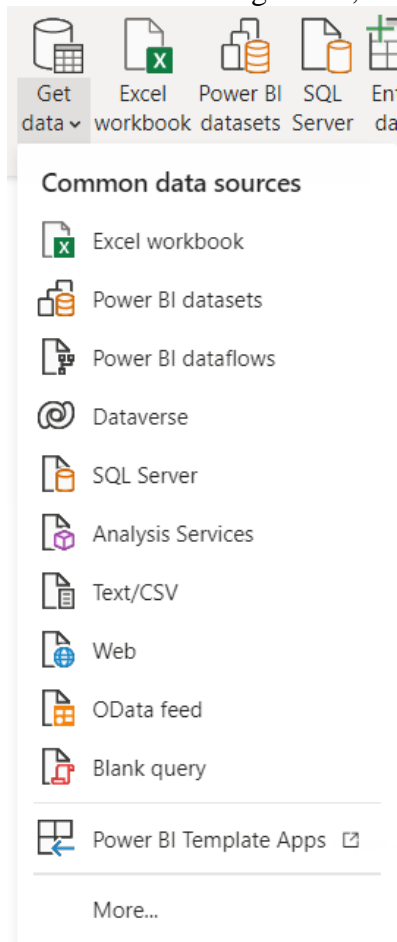 Get Excel Power BI SQL
data workbook datasets Server
Common data sources
Excel workbook
Power BI datasets
Power BI dataflows
Dataverse
SQL Server
Analysis Services
Text/CSV
Web
OData feed
Blank query
Power BI Template Apps
More...